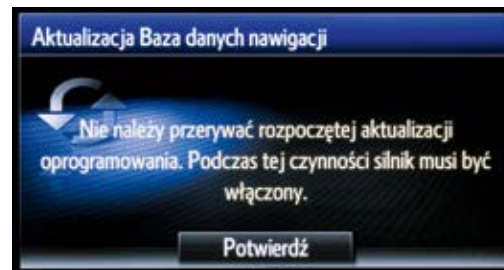 Aktualizacja Baza danych nawigacji
Nie należy przerywać rozpoczętej aktualizacji
oprogramowania. Podczas tej czynności silnik musi być
włączony.
Potwierdź